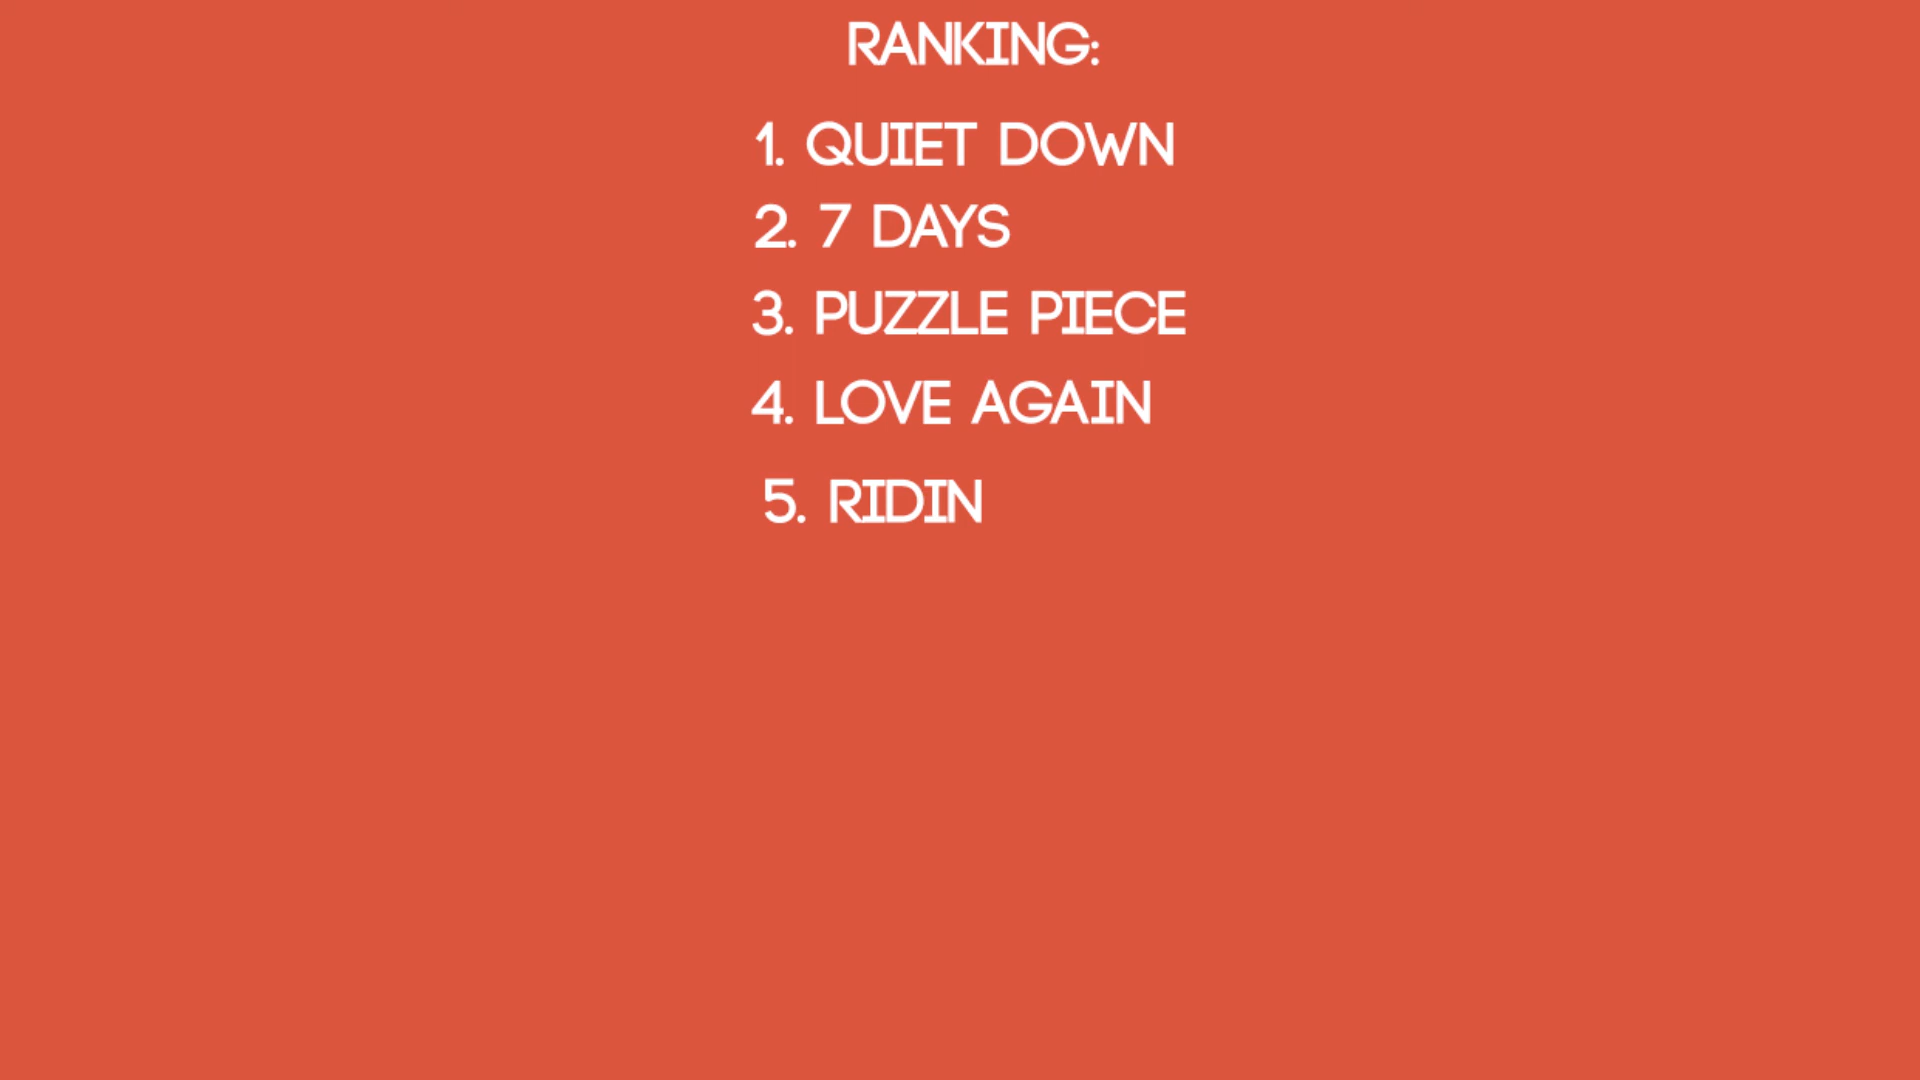 RANKING:
1. QUIET DOWN
2. 7 DAYS
3. PUZZLE PIECE
4. LOVE AGAIN
5. RIDIN